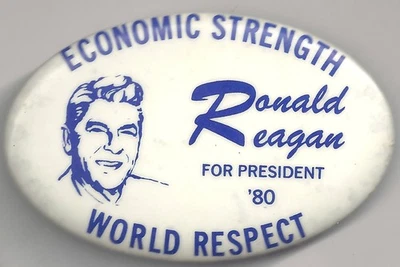 ECONOMIC STRENGTH
Ronald
Reagan
FOR PRESIDENT
'80
WORLD RESPECT